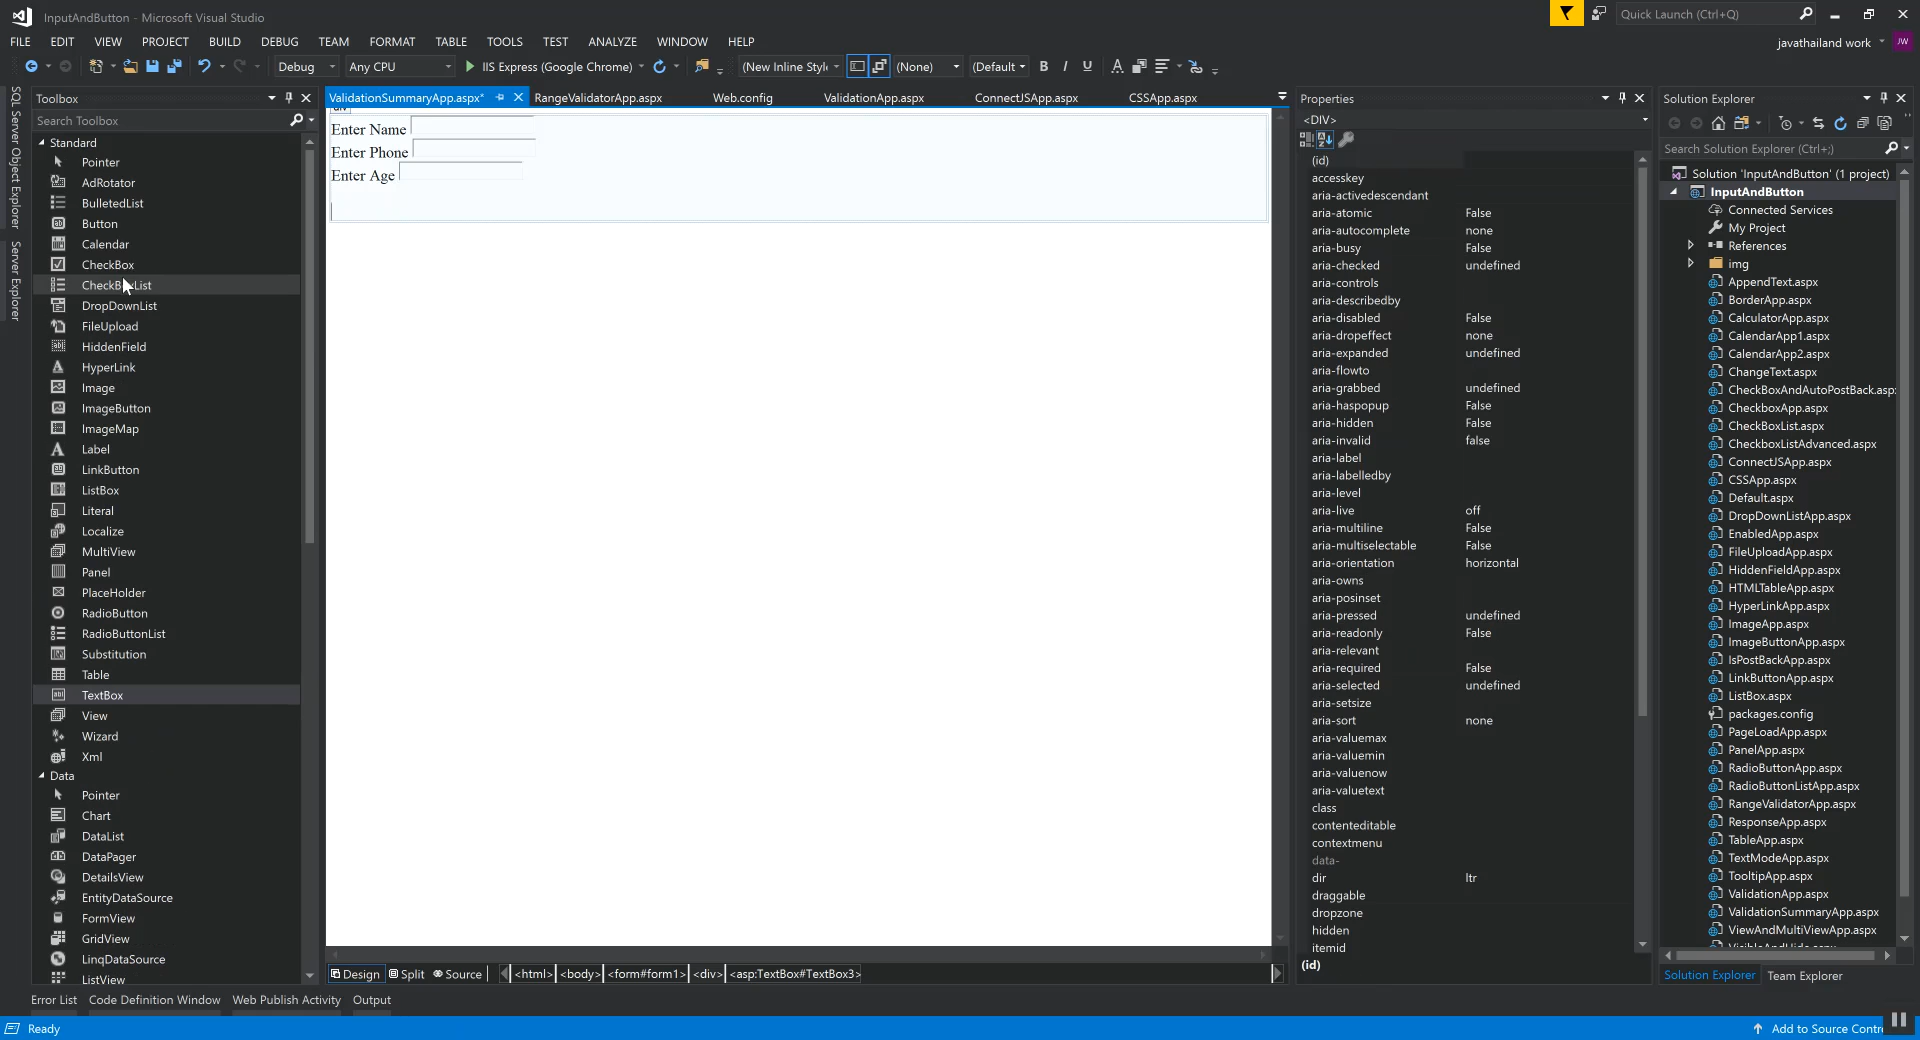 InputAndButton - Microsoft Visual Studio
Quick Launch (Ctrl+Q)
FILE EDIT VIEW PROJECT BUILD DEBUG TEAM FORMAT TABLE TOOLS TEST ANALYZE WINDOW HELP
javathailand work JW
Debug Any CPU IIS Express (Google Chrome) (New Inline Style (None) (Default B I U A
SQL Server Object Explorer
Server Explorer
Toolbox
Search Toolbox
Standard
Pointer
AdRotator
BulletedList
Button
Calendar
CheckBox
CheckBoxList
DropDownList
FileUpload
HiddenField
HyperLink
Image
ImageButton
ImageMap
Label
LinkButton
ListBox
Literal
Localize
MultiView
Panel
PlaceHolder
RadioButton
RadioButtonList
Substitution
Table
TextBox
View
Wizard
Xml
Data
Pointer
Chart
DataList
DataPager
DetailsView
EntityDataSource
FormView
GridView
LinqDataSource
ListView
ValidationSummaryApp.aspx* RangeValidatorApp.aspx Web.config ValidationApp.aspx ConnectJSApp.aspx CSSApp.aspx
Enter Name
Enter Phone
Enter Age
Design Split Source <html> <body> <form#form1> <div> <asp:TextBox#TextBox3>
Properties
<DIV>
(id)
accesskey
aria-activedescendant
aria-atomic False
aria-autocomplete none
aria-busy False
aria-checked undefined
aria-controls
aria-describedby
aria-disabled False
aria-dropeffect none
aria-expanded undefined
aria-flowto
aria-grabbed undefined
aria-haspopup False
aria-hidden False
aria-invalid false
aria-label
aria-labelledby
aria-level
aria-live off
aria-multiline False
aria-multiselectable False
aria-orientation horizontal
aria-owns
aria-posinset
aria-pressed undefined
aria-readonly False
aria-relevant
aria-required False
aria-selected undefined
aria-setsize
aria-sort none
aria-valuemax
aria-valuemin
aria-valuenow
aria-valuetext
class
contenteditable
contextmenu
data-
dir ltr
draggable
dropzone
hidden
itemid
(id)
Solution Explorer
Search Solution Explorer (Ctrl+;)
Solution 'InputAndButton' (1 project)
InputAndButton
Connected Services
My Project
References
img
AppendText.aspx
BorderApp.aspx
CalculatorApp.aspx
CalendarApp1.aspx
CalendarApp2.aspx
ChangeText.aspx
CheckBoxAndAutoPostBack.asp
CheckboxApp.aspx
CheckBoxList.aspx
CheckboxListAdvanced.aspx
ConnectJSApp.aspx
CSSApp.aspx
Default.aspx
DropDownListApp.aspx
EnabledApp.aspx
FileUploadApp.aspx
HiddenFieldApp.aspx
HTMLTableApp.aspx
HyperLinkApp.aspx
ImageApp.aspx
ImageButtonApp.aspx
IsPostBackApp.aspx
LinkButtonApp.aspx
ListBox.aspx
packages.config
PageLoadApp.aspx
PanelApp.aspx
RadioButtonApp.aspx
RadioButtonListApp.aspx
RangeValidatorApp.aspx
ResponseApp.aspx
TableApp.aspx
TextModeApp.aspx
TooltipApp.aspx
ValidationApp.aspx
ValidationSummaryApp.aspx
ViewAndMultiViewApp.aspx
Solution Explorer Team Explorer
Error List Code Definition Window Web Publish Activity Output
Ready
Add to Source Contr